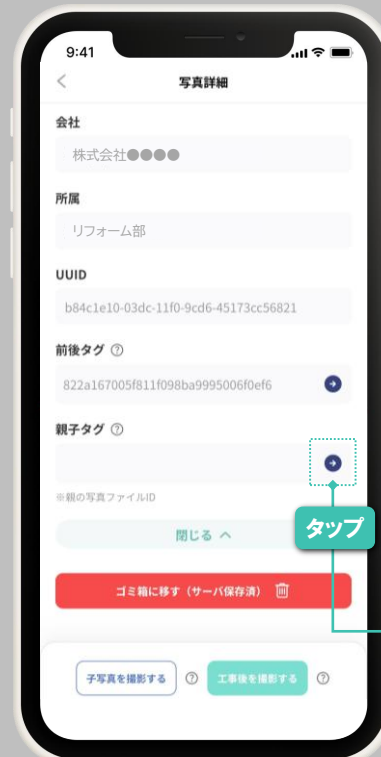 9:41
写真詳細
会社
株式会社●●●●
所属
リフォーム部
UUID
b84c1e10-03dc-11f0-9cd6-45173cc56821
前後タグ ?
822a167005f811f098ba9995006f0ef6
親子タグ ?
※親の写真ファイルID
タップ
閉じる
ゴミ箱に移す（サーバ保存済）
子写真を撮影する ? 工事後を撮影する ?